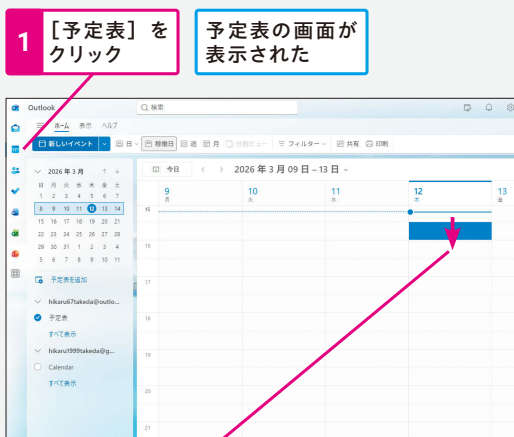 1
[予定表] を
クリック
予定表の画面が
表示された
Outlook
検索
ホーム 表示 ヘルプ
新しいイベント 日 稼働日 週 月 分割ビュー フィルター 共有 印刷
2026 年 3 月
日 月 火 水 木 金 土
1 2 3 4 5 6 7
8 9 10 11 12 13 14
15 16 17 18 19 20 21
22 23 24 25 26 27 28
29 30 31 1 2 3 4
5 6 7 8 9 10 11
予定表を追加
hikaru67takeda@outlo...
予定表
すべて表示
hikaru1999takeda@g...
Calendar
すべて表示
今日 2026 年 3 月 09 日 – 13 日
9 10 11 12 13
月 火 水 木 金
15
16
17
18
19
20
21